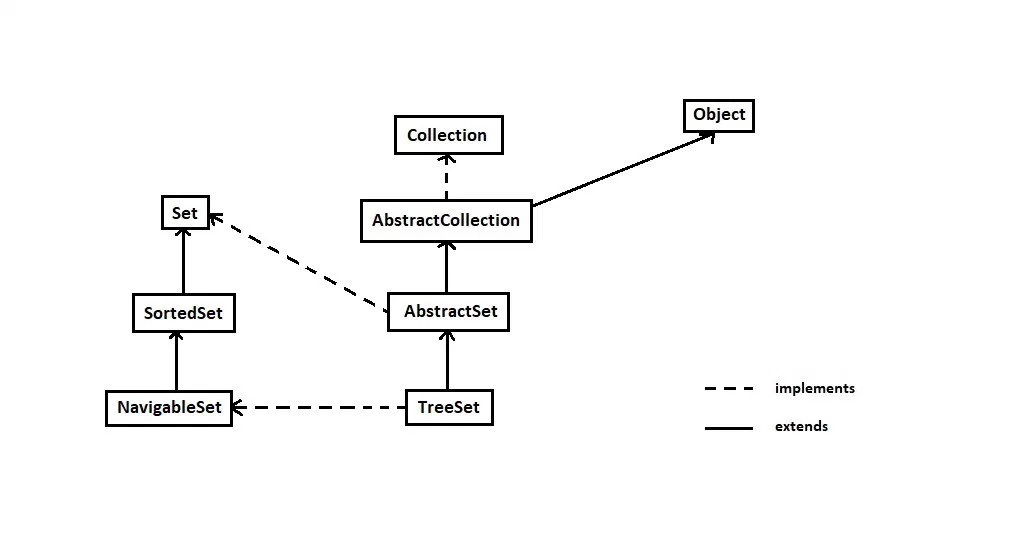 Object
Collection
Set
AbstractCollection
SortedSet
AbstractSet
NavigableSet
TreeSet
implements
extends